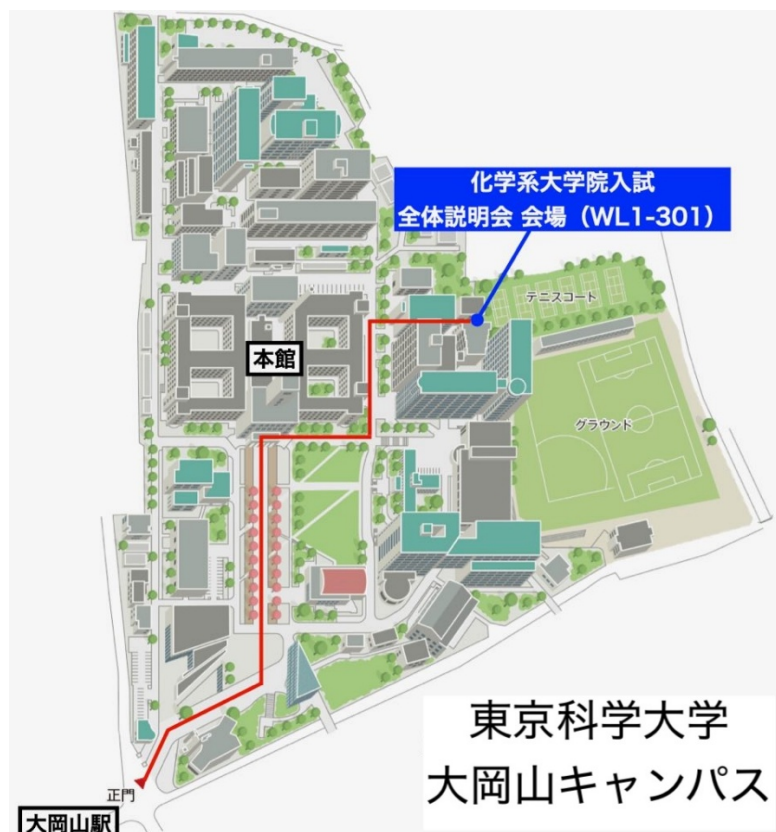 化学系大学院入試
全体説明会 会場（WL1-301）
テニスコート
本館
グラウンド
東京科学大学
大岡山キャンパス
正門
大岡山駅